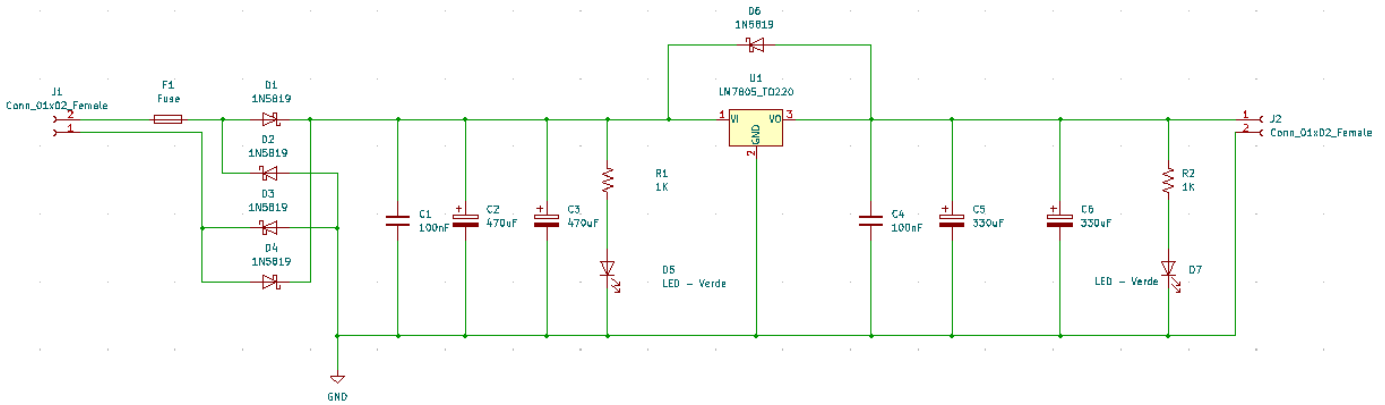 J1
Conn_01x02_Female
2
1
F1
Fuse
D1
1N5819
D2
1N5819
D3
1N5819
D4
1N5819
C1
100nF
C2
470uF
C3
470uF
R1
1K
D5
LED - Verde
D6
1N5819
U1
LM7805_TO220
1
VI
VO
3
GND
2
C4
100nF
C5
330uF
C6
330uF
R2
1K
D7
LED - Verde
1
2
J2
Conn_01x02_Female
GND